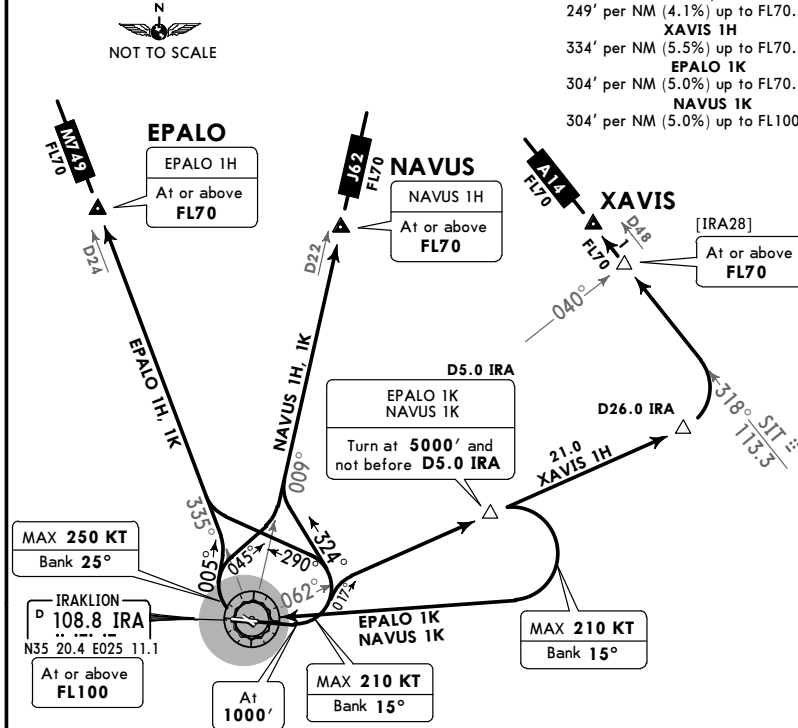 N
NOT TO SCALE
249' per NM (4.1%) up to FL70.
XAVIS 1H
334' per NM (5.5%) up to FL70.
EPALO 1K
304' per NM (5.0%) up to FL70.
NAVUS 1K
304' per NM (5.0%) up to FL100
M749
FL70
EPALO
EPALO 1H
At or above
FL70
D24
J62
FL70
NAVUS
NAVUS 1H
At or above
FL70
D22
A14
FL70
XAVIS
D48
1
FL70
[IRA28]
At or above
FL70
040°
EPALO 1H, 1K
NAVUS 1H, 1K
D5.0 IRA
EPALO 1K
NAVUS 1K
Turn at 5000' and
not before D5.0 IRA
D26.0 IRA
318° SIT
113.3
21.0
XAVIS 1H
335°
009°
005°
045°
290°
324°
062°
017°
MAX 250 KT
Bank 25°
IRAKLION
D 108.8 IRA
N35 20.4 E025 11.1
At or above
FL100
At
1000'
MAX 210 KT
Bank 15°
EPALO 1K
NAVUS 1K
MAX 210 KT
Bank 15°